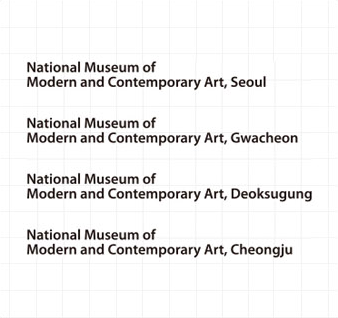 National Museum of
Modern and Contemporary Art, Seoul
National Museum of
Modern and Contemporary Art, Gwacheon
National Museum of
Modern and Contemporary Art, Deoksugung
National Museum of
Modern and Contemporary Art, Cheongju